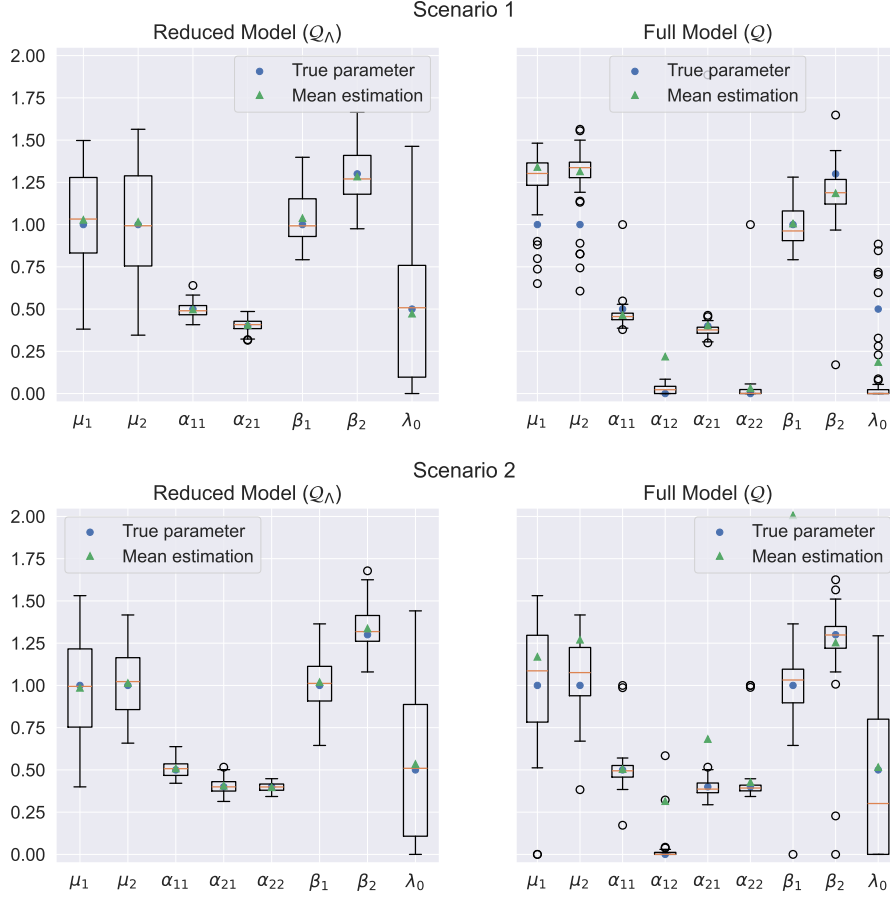 Scenario 1
Reduced Model (𝒬_Λ)
Full Model (𝒬)
True parameter
Mean estimation
True parameter
Mean estimation
2.00
1.75
1.50
1.25
1.00
0.75
0.50
0.25
0.00
μ₁ μ₂ α₁₁ α₂₁ β₁ β₂ λ₀
μ₁ μ₂ α₁₁ α₁₂ α₂₁ α₂₂ β₁ β₂ λ₀
Scenario 2
Reduced Model (𝒬_Λ)
Full Model (𝒬)
True parameter
Mean estimation
True parameter
Mean estimation
2.00
1.75
1.50
1.25
1.00
0.75
0.50
0.25
0.00
μ₁ μ₂ α₁₁ α₂₁ α₂₂ β₁ β₂ λ₀
μ₁ μ₂ α₁₁ α₁₂ α₂₁ α₂₂ β₁ β₂ λ₀